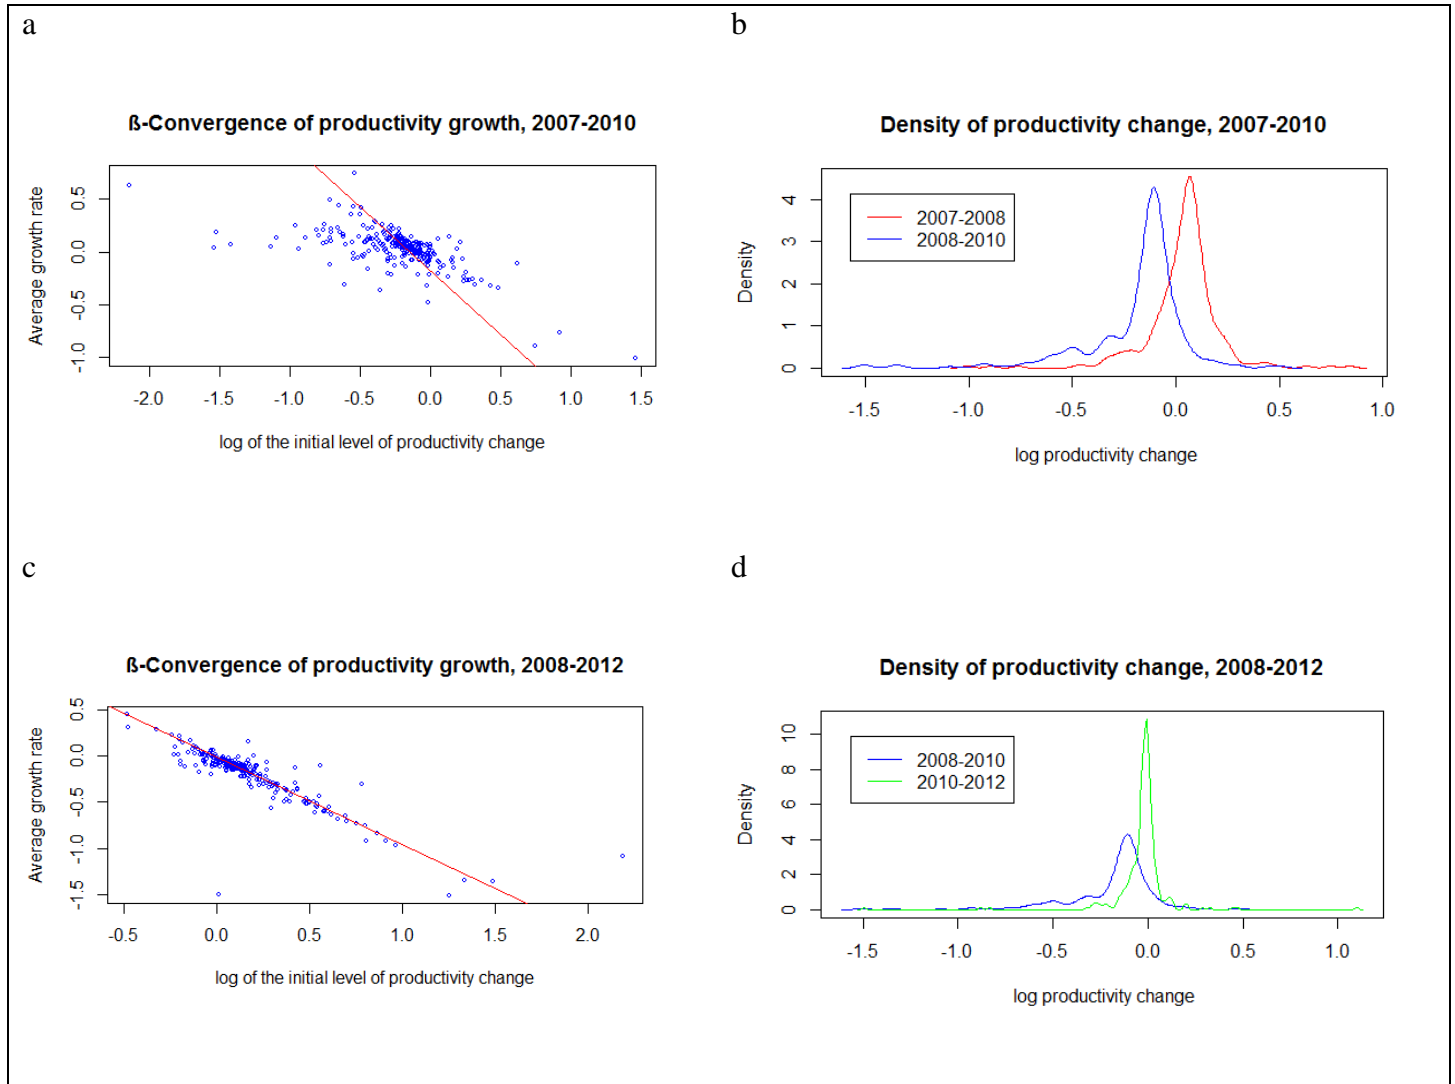 a
ß-Convergence of productivity growth, 2007-2010
Average growth rate
0.5
0.0
-0.5
-1.0
-2.0 -1.5 -1.0 -0.5 0.0 0.5 1.0 1.5
log of the initial level of productivity change
b
Density of productivity change, 2007-2010
Density
4
3
2
1
0
2007-2008
2008-2010
-1.5 -1.0 -0.5 0.0 0.5 1.0
log productivity change
c
ß-Convergence of productivity growth, 2008-2012
Average growth rate
0.5
0.0
-0.5
-1.0
-1.5
-0.5 0.0 0.5 1.0 1.5 2.0
log of the initial level of productivity change
d
Density of productivity change, 2008-2012
Density
10
8
6
4
2
0
2008-2010
2010-2012
-1.5 -1.0 -0.5 0.0 0.5 1.0
log productivity change